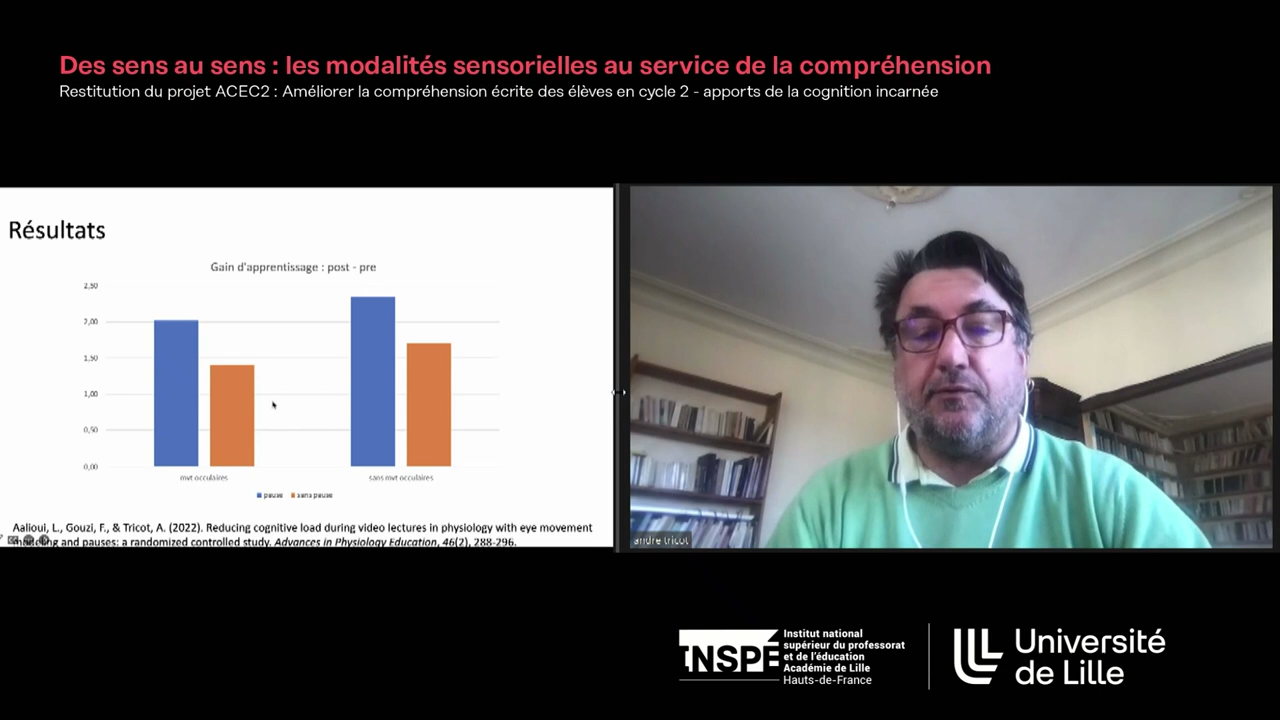 Des sens au sens : les modalités sensorielles au service de la compréhension
Restitution du projet ACEC2 : Améliorer la compréhension écrite des élèves en cycle 2 - apports de la cognition incarnée
Résultats
Gain d'apprentissage : post - pre
2,50
2,00
1,50
1,00
0,50
0,00
mvt occulaires
sans mvt occulaires
pause
sans pause
Aalioui, L., Gouzi, F., & Tricot, A. (2022). Reducing cognitive load during video lectures in physiology with eye movement
modeling and pauses: a randomized controlled study. Advances in Physiology Education, 46(2), 288-296.
andre tricot
INSPÉ
Institut national
supérieur du professorat
et de l'éducation
Académie de Lille
Hauts-de-France
Université
de Lille